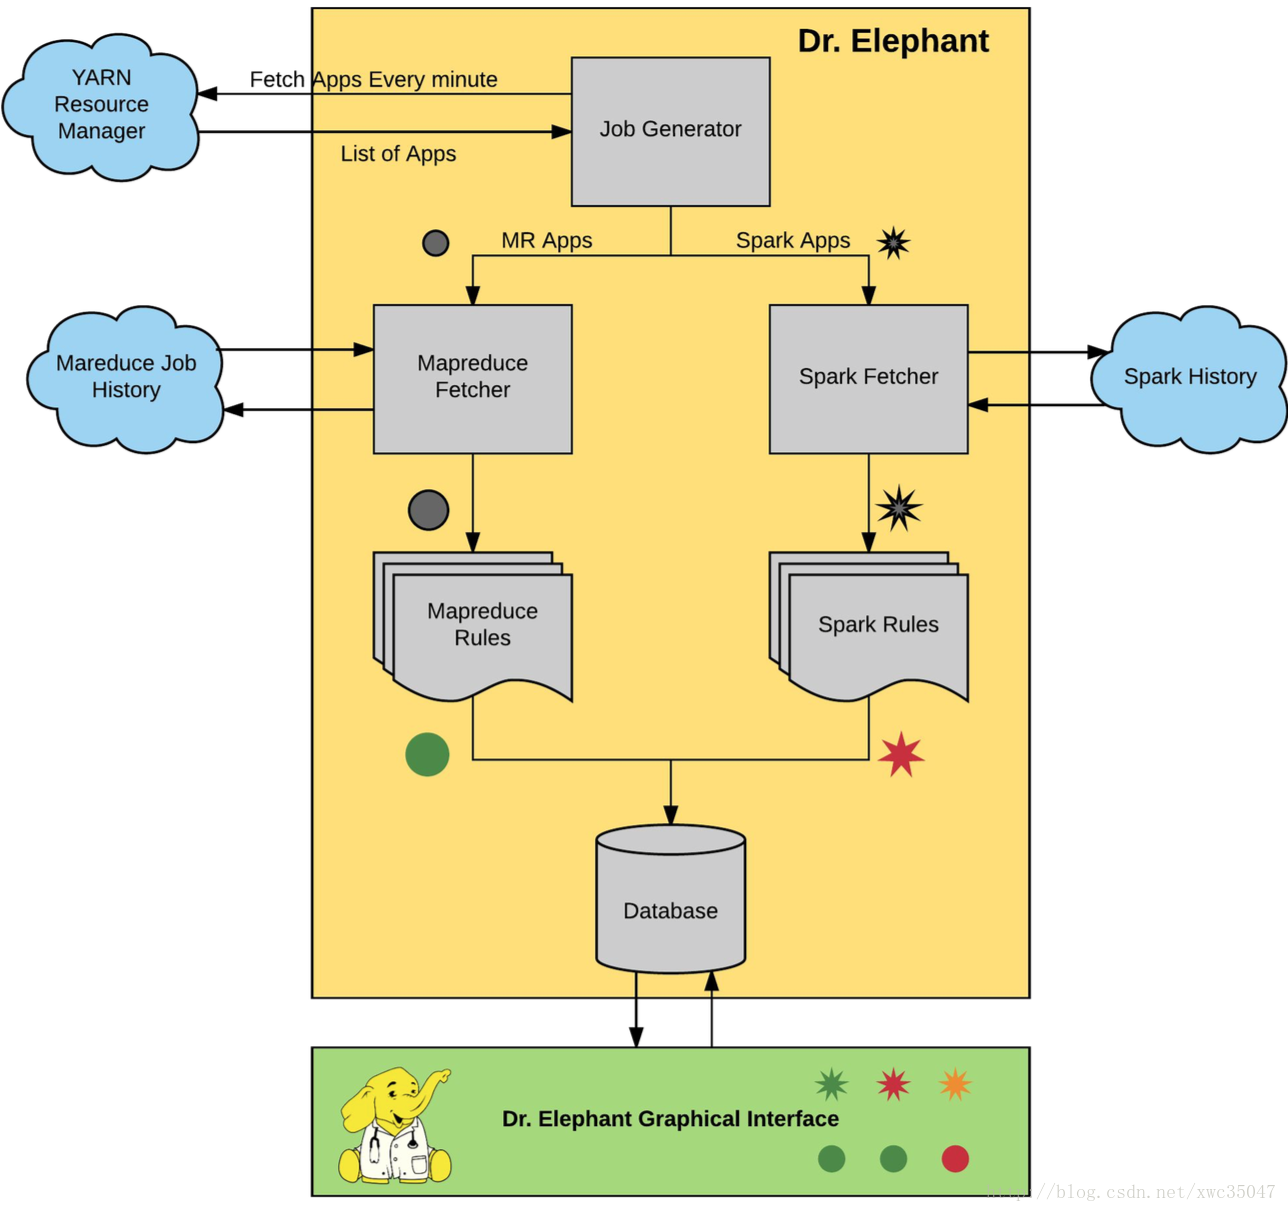 Dr. Elephant
YARN
Resource
Manager
Fetch Apps Every minute
List of Apps
Job Generator
MR Apps
Spark Apps
Mareduce Job
History
Mapreduce
Fetcher
Spark Fetcher
Spark History
Mapreduce
Rules
Spark Rules
Database
Dr. Elephant Graphical Interface
http://blog.csdn.net/xwc35047